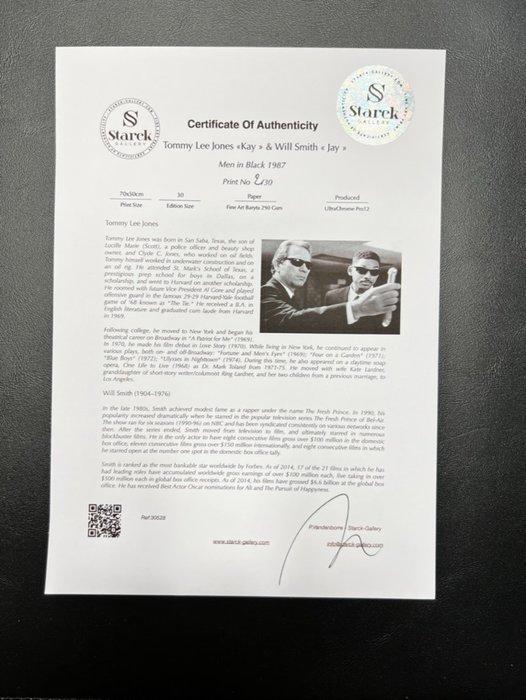 Starck
GALLERY
Starck
GALLERY
Certificate Of Authenticity
Tommy Lee Jones «Kay » & Will Smith « Jay »
Men in Black 1987
Print No 2/30
70x50cm 30 Paper Produced
Print Size Edition Size Fine Art Baryta 290 Gsm UltraChrome Pro12
Tommy Lee Jones
Tommy Lee Jones was born in San Saba, Texas, the son of
Lucille Marie (Scott), a police officer and beauty shop
owner, and Clyde C. Jones, who worked on oil fields.
Tommy himself worked in underwater construction and on
an oil rig. He attended St. Mark's School of Texas, a
prestigious prep school for boys in Dallas, on a
scholarship, and went to Harvard on another scholarship.
He roomed with future Vice President Al Gore and played
offensive guard in the famous 29-29 Harvard-Yale football
game of '68 known as "The Tie." He received a B.A. in
English literature and graduated cum laude from Harvard
in 1969.
Following college, he moved to New York and began his
theatrical career on Broadway in "A Patriot for Me" (1969).
In 1970, he made his film debut in Love Story (1970). While living in New York, he continued to appear in
various plays, both on- and off-Broadway: "Fortune and Men's Eyes" (1969); "Four on a Garden" (1971);
"Blue Boys" (1972); "Ulysses in Nighttown" (1974). During this time, he also appeared on a daytime soap
opera, One Life to Live (1968) as Dr. Mark Toland from 1971-75. He moved with wife Kate Lardner,
granddaughter of short-story writer/columnist Ring Lardner, and her two children from a previous marriage, to
Los Angeles.
Will Smith (1904–1976)
In the late 1980s, Smith achieved modest fame as a rapper under the name The Fresh Prince. In 1990, his
popularity increased dramatically when he starred in the popular television series The Fresh Prince of Bel-Air.
The show ran for six seasons (1990-96) on NBC and has been syndicated consistently on various networks since
then. After the series ended, Smith moved from television to film, and ultimately starred in numerous
blockbuster films. He is the only actor to have eight consecutive films gross over $100 million in the domestic
box office, eleven consecutive films gross over $150 million internationally, and eight consecutive films in which
he starred open at the number one spot in the domestic box office tally.
Smith is ranked as the most bankable star worldwide by Forbes. As of 2014, 17 of the 21 films in which he has
had leading roles have accumulated worldwide gross earnings of over $100 million each, five taking in over
$500 million each in global box office receipts. As of 2014, his films have grossed $6.6 billion at the global box
office. He has received Best Actor Oscar nominations for Ali and The Pursuit of Happyness.
Ref:30528
P.Vandenborre - Starck-Gallery
www.starck-gallery.com info@starck-gallery.com